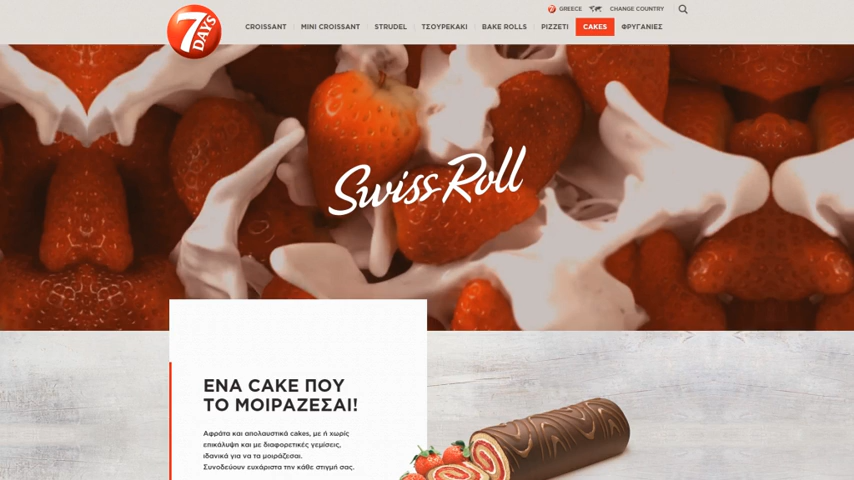 7 DAYS
GREECE CHANGE COUNTRY
CROISSANT MINI CROISSANT STRUDEL ΤΣΟΥΡΕΚΑΚΙ BAKE ROLLS PIZZETI CAKES ΦΡΥΓΑΝΙΕΣ
Swiss Roll
ΕΝΑ CAKE ΠΟΥ
ΤΟ ΜΟΙΡΑΖΕΣΑΙ!
Αφράτα και απολαυστικά cakes, με ή χωρίς
επικάλυψη και με διαφορετικές γεμίσεις,
ιδανικά για να τα μοιράζεσαι.
Συνοδεύουν ευχάριστα την κάθε στιγμή σας.